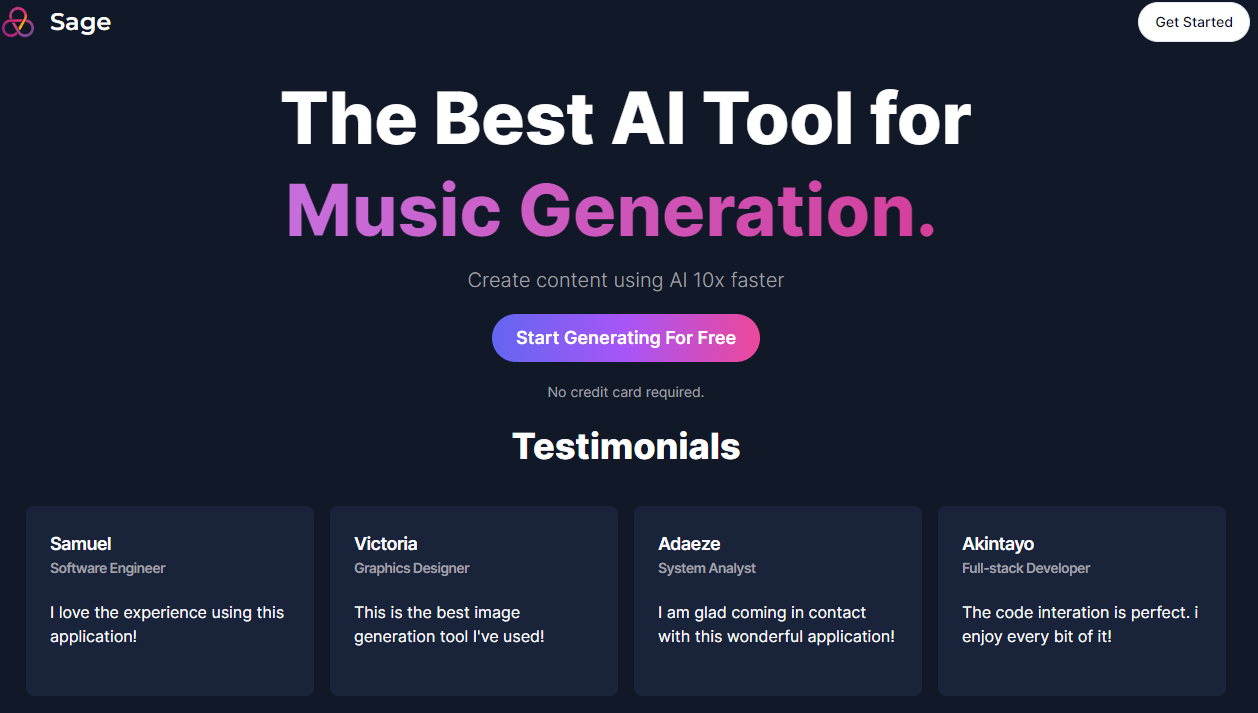 Sage
Get Started
The Best AI Tool for
Music Generation.
Create content using AI 10x faster
Start Generating For Free
No credit card required.
Testimonials
Samuel
Software Engineer
I love the experience using this
application!
Victoria
Graphics Designer
This is the best image
generation tool I've used!
Adaeze
System Analyst
I am glad coming in contact
with this wonderful application!
Akintayo
Full-stack Developer
The code interation is perfect. i
enjoy every bit of it!